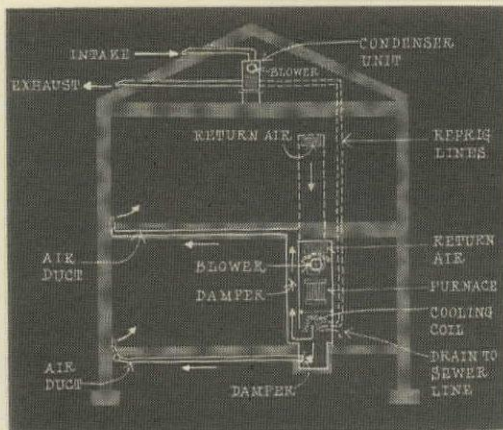 INTAKE
CONDENSER
UNIT
BLOWER
EXHAUST
RETURN AIR
REFRIG
LINES
RETURN
AIR
AIR
DUCT
BLOWER
DAMPER
FURNACE
COOLING
COIL
DRAIN TO
SEWER
LINE
AIR
DUCT
DAMPER